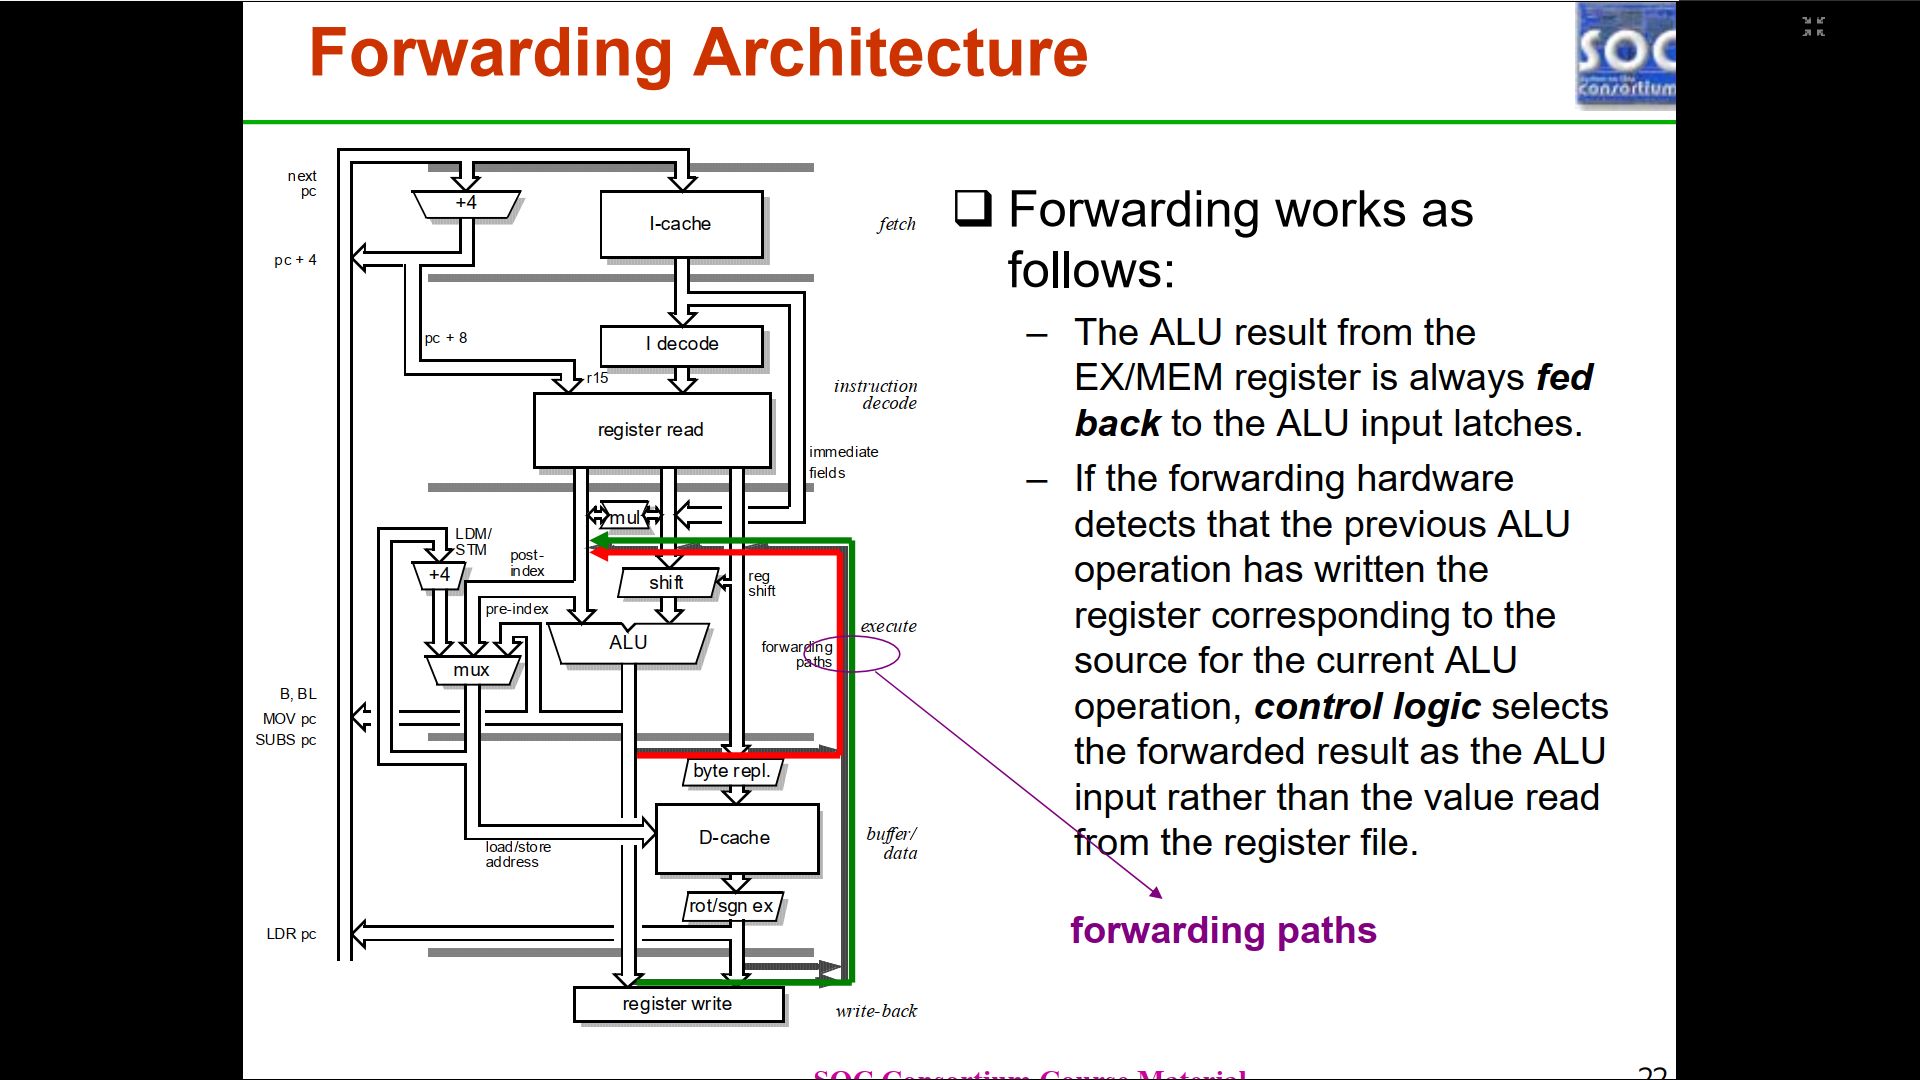 Forwarding Architecture
SOC
consortium
next
pc
+4
I-cache
fetch
pc + 4
pc + 8
I decode
r15
instruction
decode
register read
immediate
fields
mul
LDM/
STM
post-
index
+4
shift
reg
shift
pre-index
ALU
execute
forwarding
paths
mux
B, BL
MOV pc
SUBS pc
byte repl.
D-cache
buffer/
data
load/store
address
rot/sgn ex
LDR pc
register write
write-back
❑ Forwarding works as
follows:
– The ALU result from the
EX/MEM register is always fed
back to the ALU input latches.
– If the forwarding hardware
detects that the previous ALU
operation has written the
register corresponding to the
source for the current ALU
operation, control logic selects
the forwarded result as the ALU
input rather than the value read
from the register file.
forwarding paths
SOC Consortium Course Material
22